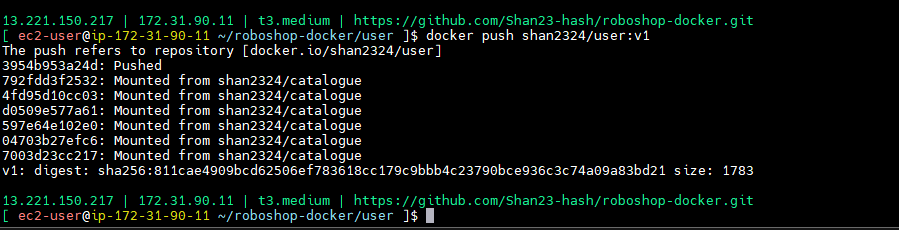 13.221.150.217 | 172.31.90.11 | t3.medium | https://github.com/Shan23-hash/roboshop-docker.git
[ ec2-user@ip-172-31-90-11 ~/roboshop-docker/user ]$ docker push shan2324/user:v1
The push refers to repository [docker.io/shan2324/user]
3954b953a24d: Pushed
792fdd3f2532: Mounted from shan2324/catalogue
4fd95d10cc03: Mounted from shan2324/catalogue
d0509e577a61: Mounted from shan2324/catalogue
597e64e102e0: Mounted from shan2324/catalogue
04703b27efc6: Mounted from shan2324/catalogue
7003d23cc217: Mounted from shan2324/catalogue
v1: digest: sha256:811cae4909bcd62506ef783618cc179c9bbb4c23790bce936c3c74a09a83bd21 size: 1783
13.221.150.217 | 172.31.90.11 | t3.medium | https://github.com/Shan23-hash/roboshop-docker.git
[ ec2-user@ip-172-31-90-11 ~/roboshop-docker/user ]$